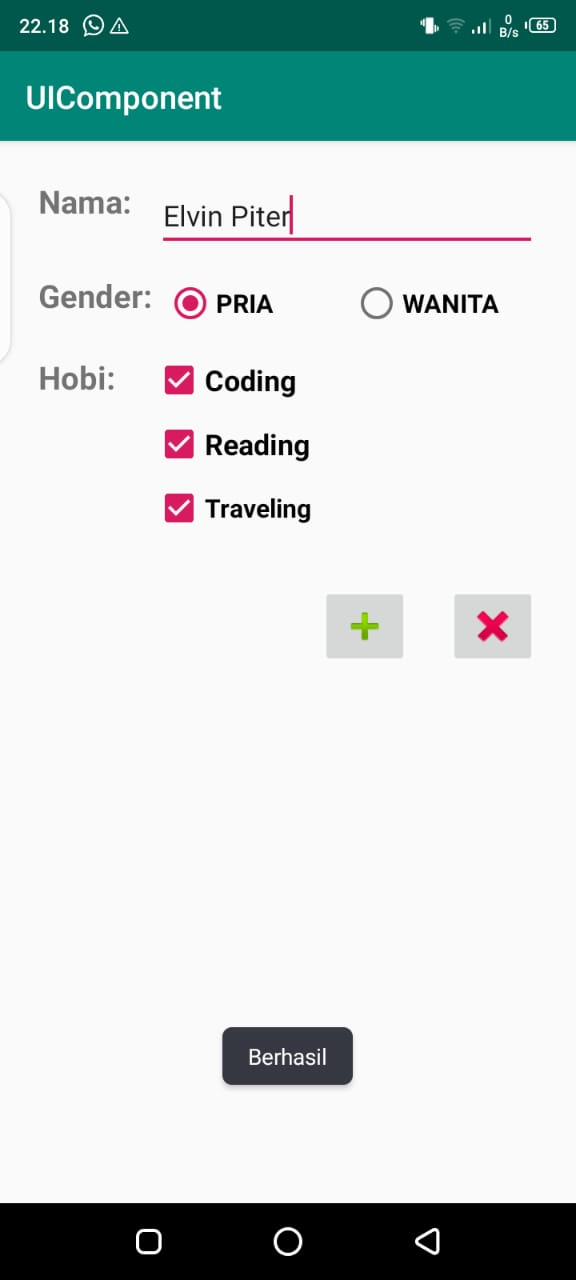 22.18 0 B/s 65
UIComponent
Nama: Elvin Piter
Gender: PRIA WANITA
Hobi: Coding
Reading
Traveling
Berhasil